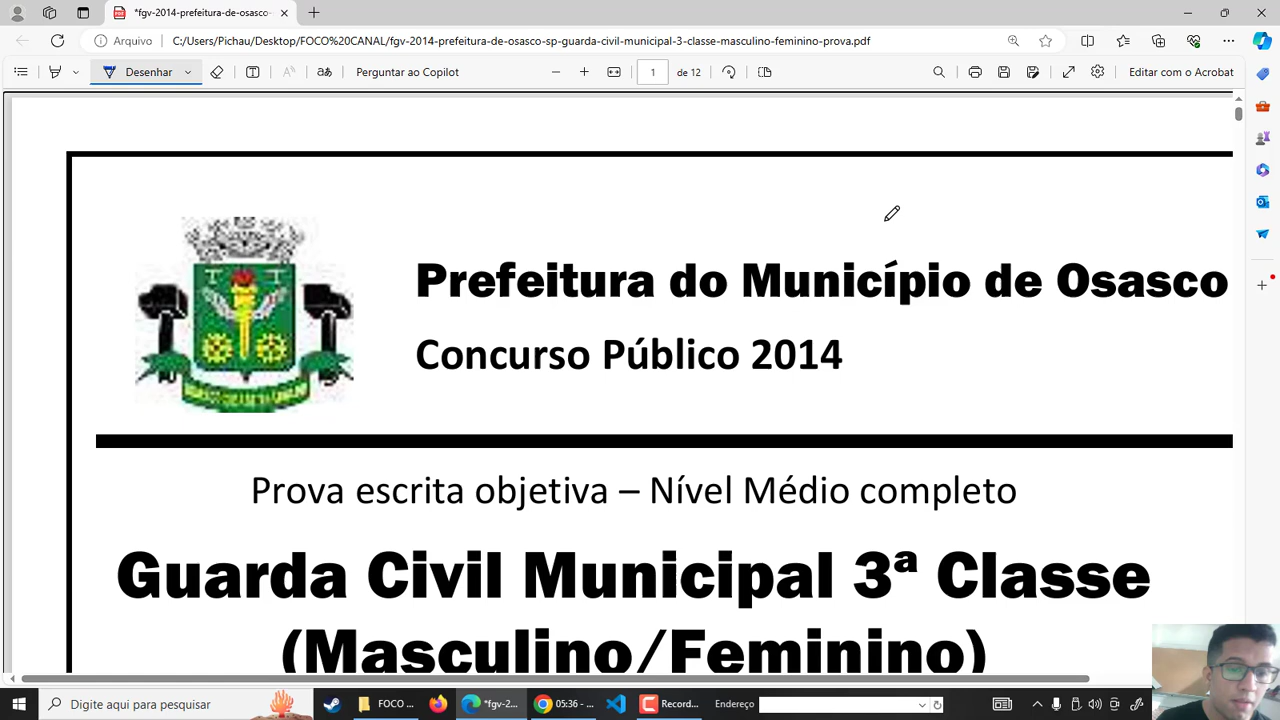 *fgv-2014-prefeitura-de-osasco-
Arquivo
C:/Users/Pichau/Desktop/FOCO%20CANAL/fgv-2014-prefeitura-de-osasco-sp-guarda-civil-municipal-3-classe-masculino-feminino-prova.pdf
Desenhar
Perguntar ao Copilot
1 de 12
Editar com o Acrobat
Prefeitura do Município de Osasco
Concurso Público 2014
Prova escrita objetiva – Nível Médio completo
Guarda Civil Municipal 3ª Classe
(Masculino/Feminino)
Digite aqui para pesquisar
FOCO ...
*fgv-2...
05:36 - ...
Record...
Endereço